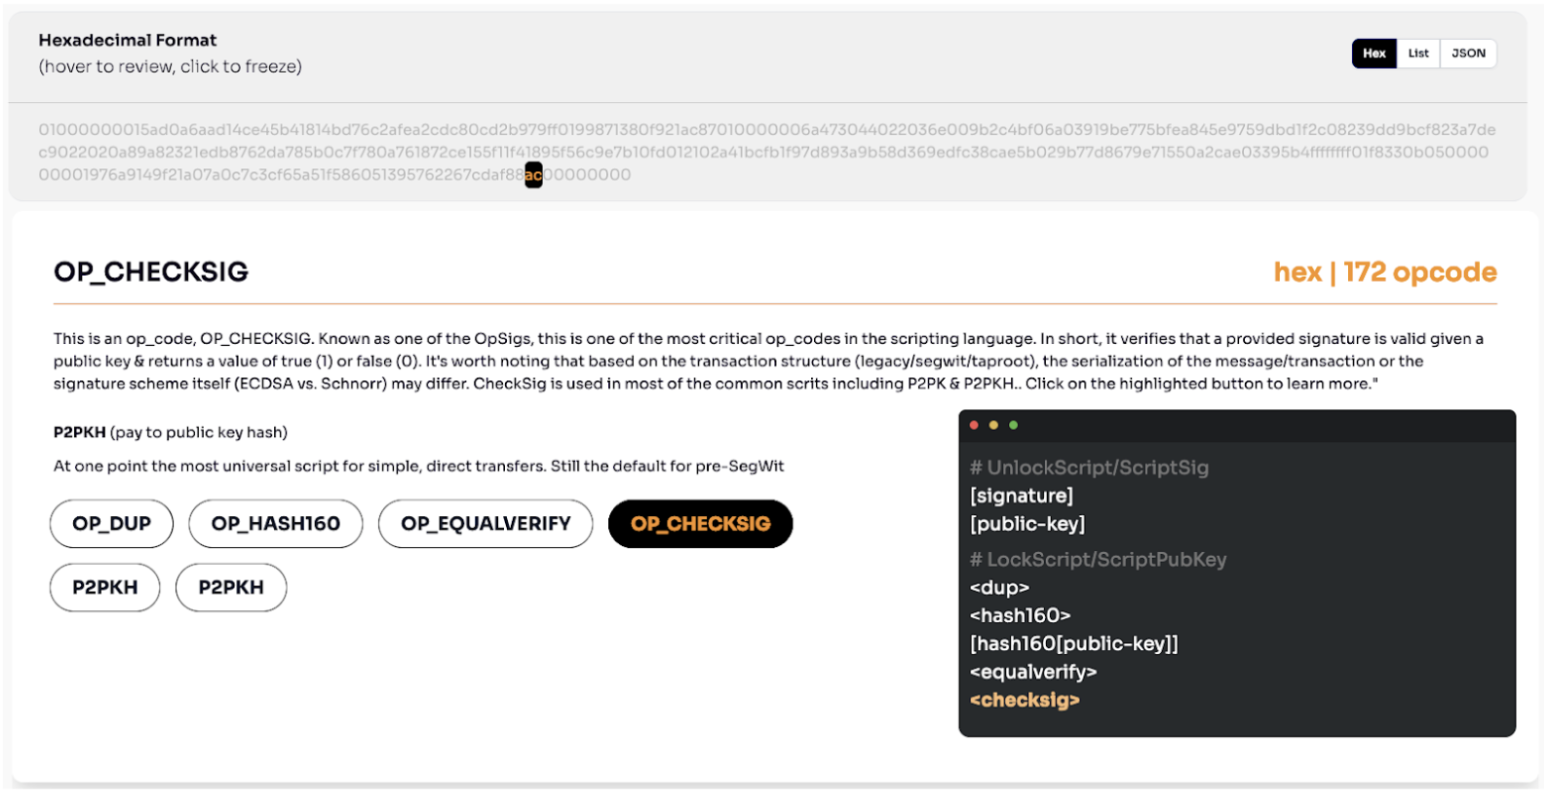 Hexadecimal Format
(hover to review, click to freeze)
Hex List JSON
01000000015ad0a6aad14ce45b41814bd76c2afea2cdc80cd2b979ff0199871380f921ac87010000006a473044022036e009b2c4bf06a03919be775bfea845e9759dbd1f2c08239dd9bcf823a7de
c9022020a89a82321edb8762da785b0c7f780a761872ce155f11f41895f56c9e7b10fd012102a41bcfb1f97d893a9b58d369edfc38cae5b029b77d8679e71550a2cae03395b4ffffffff01f8330b050000
00001976a9149f21a07a0c7c3cf65a51f586051395762267cdaf88ac00000000
OP_CHECKSIG
hex | 172 opcode
This is an op_code, OP_CHECKSIG. Known as one of the OpSigs, this is one of the most critical op_codes in the scripting language. In short, it verifies that a provided signature is valid given a
public key & returns a value of true (1) or false (0). It's worth noting that based on the transaction structure (legacy/segwit/taproot), the serialization of the message/transaction or the
signature scheme itself (ECDSA vs. Schnorr) may differ. CheckSig is used in most of the common scrits including P2PK & P2PKH.. Click on the highlighted button to learn more."
P2PKH (pay to public key hash)
At one point the most universal script for simple, direct transfers. Still the default for pre-SegWit
OP_DUP OP_HASH160 OP_EQUALVERIFY OP_CHECKSIG
P2PKH P2PKH
# UnlockScript/ScriptSig
[signature]
[public-key]
# LockScript/ScriptPubKey
<dup>
<hash160>
[hash160[public-key]]
<equalverify>
<checksig>